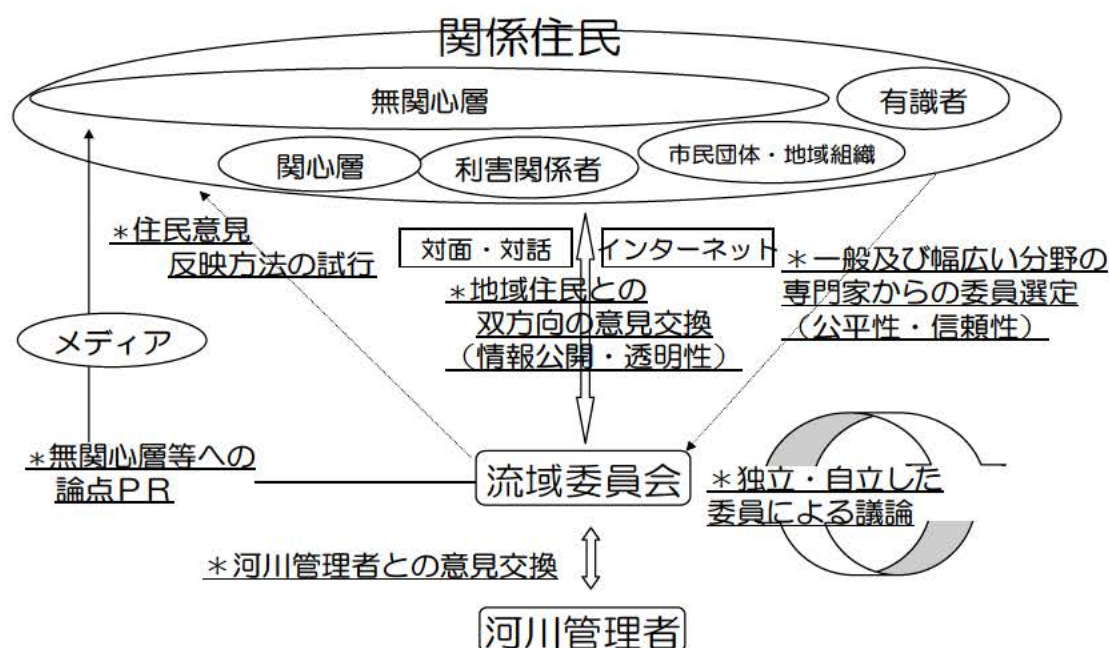 関係住民
無関心層
有識者
関心層
利害関係者
市民団体・地域組織
＊住民意見
反映方法の試行
対面・対話
インターネット
＊地域住民との
双方向の意見交換
（情報公開・透明性）
＊一般及び幅広い分野の
専門家からの委員選定
（公平性・信頼性）
メディア
＊無関心層等への
論点ＰＲ
流域委員会
＊独立・自立した
委員による議論
＊河川管理者との意見交換
河川管理者